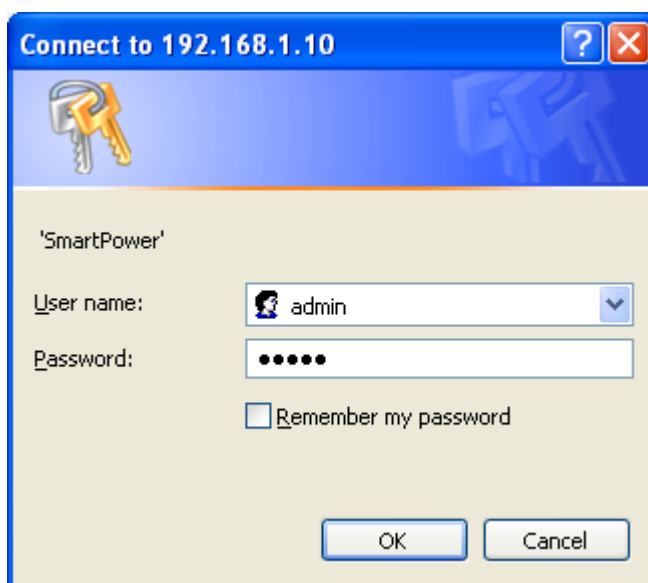 Connect to 192.168.1.10
?
'SmartPower'
User name:
admin
Password:
•••••
Remember my password
OK
Cancel